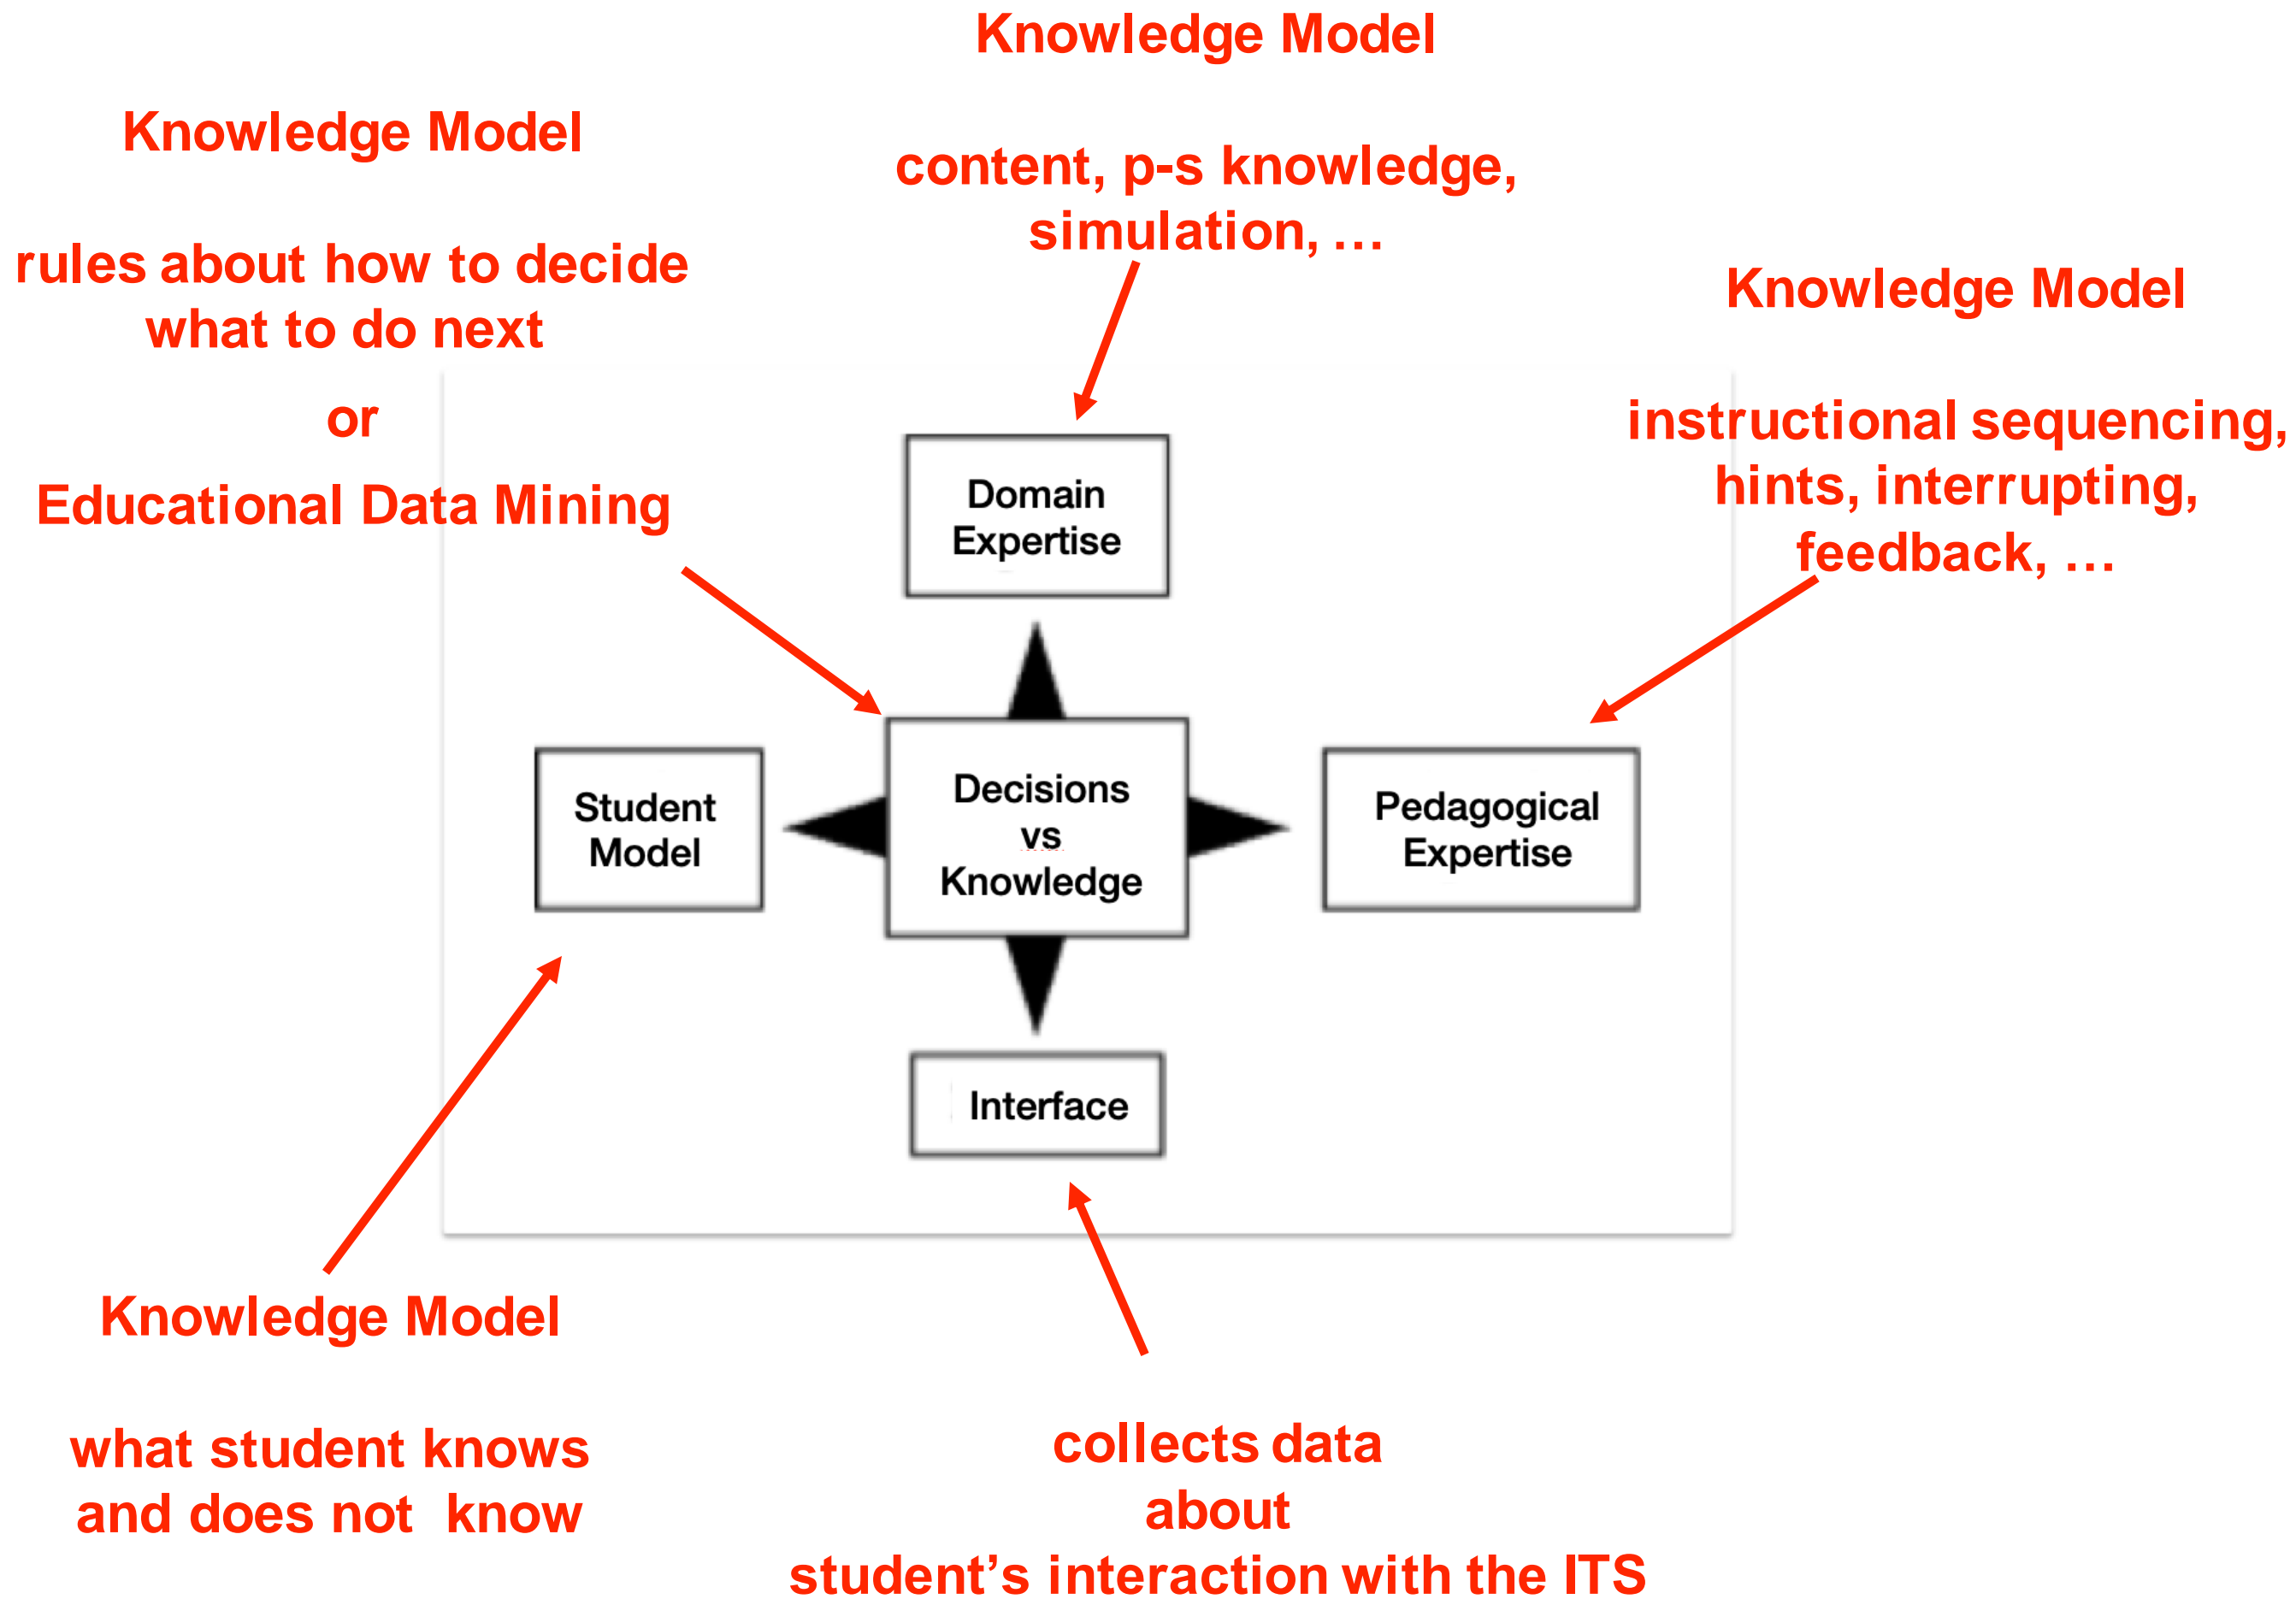 Knowledge Model
content, p-s knowledge,
simulation, …
Knowledge Model
rules about how to decide
what to do next
or
Educational Data Mining
Knowledge Model
instructional sequencing,
hints, interrupting,
feedback, …
Domain
Expertise
Student
Model
Decisions
vs
Knowledge
Pedagogical
Expertise
Interface
Knowledge Model
what student knows
and does not know
collects data
about
student’s interaction with the ITS